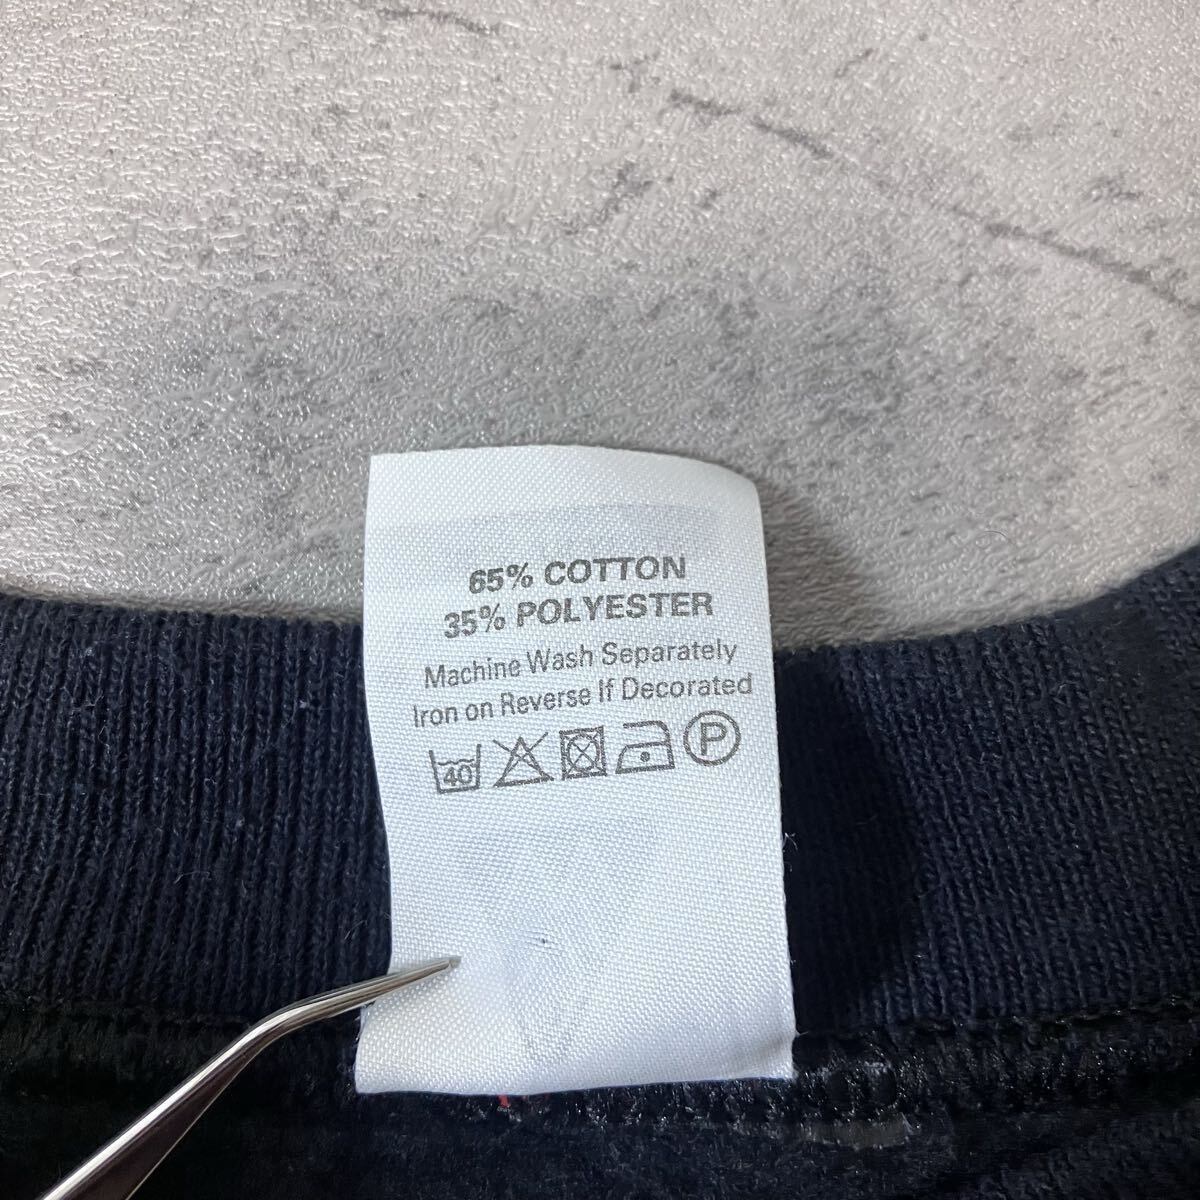 65% COTTON
35% POLYESTER
Machine Wash Separately
Iron on Reverse If Decorated
40 P